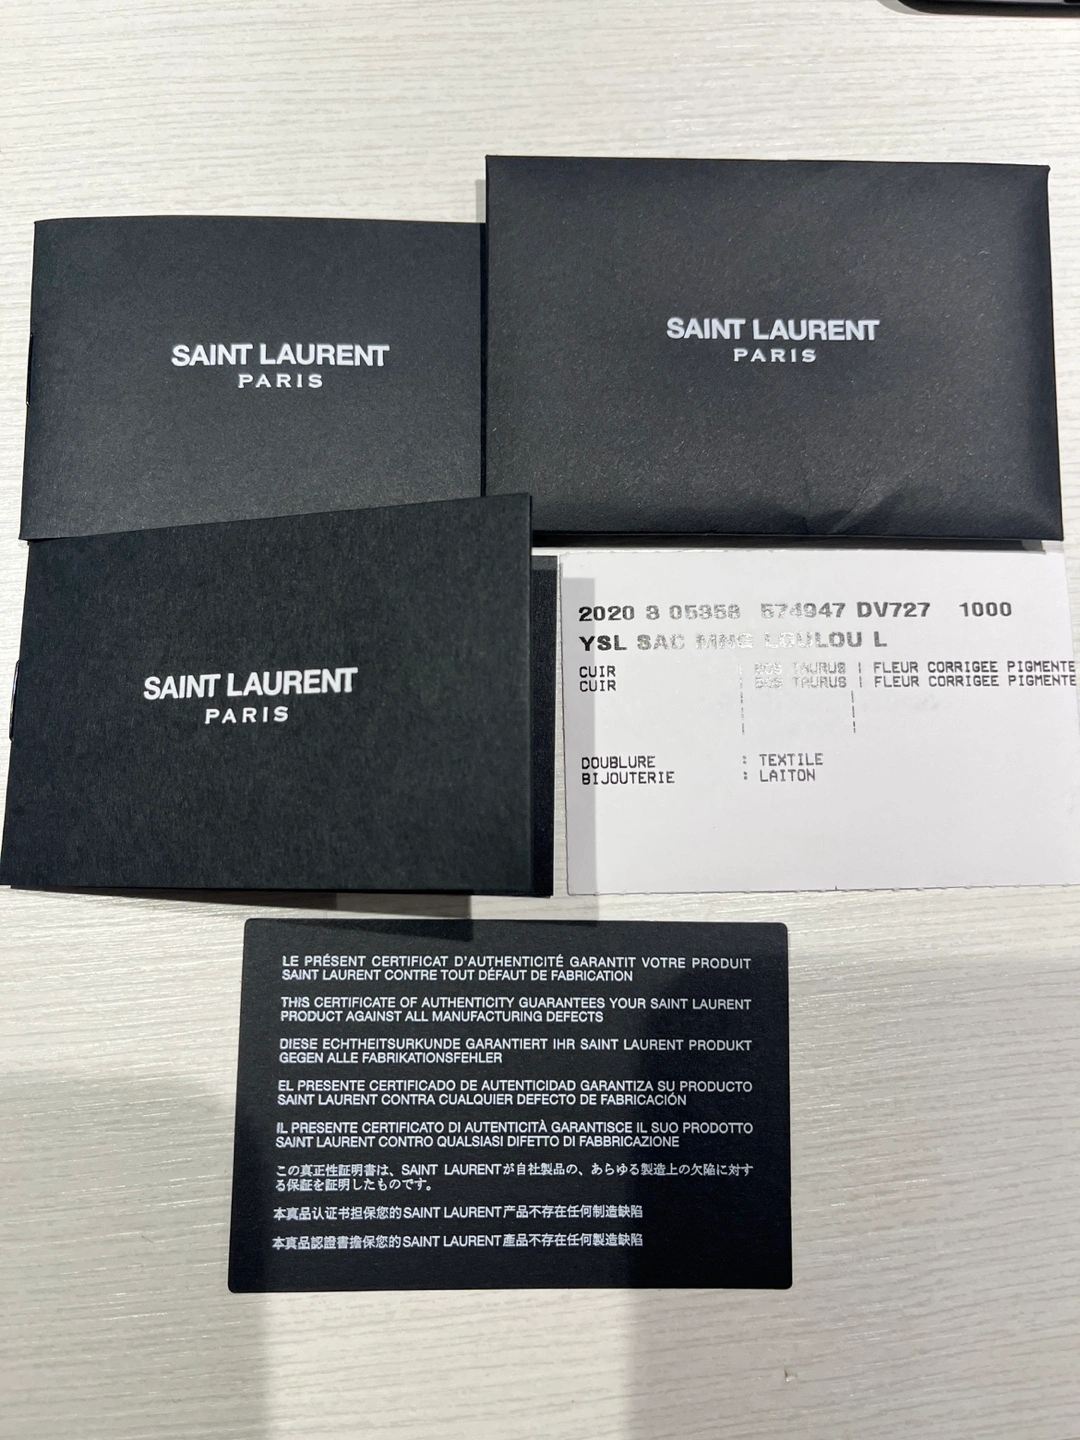 SAINT LAURENT
PARIS
SAINT LAURENT
PARIS
SAINT LAURENT
PARIS
2020 3 05358 574947 DV727 1000
YSL SAC MNG LOULOU L
CUIR | BOS TAURUS | FLEUR CORRIGEE PIGMENTE
CUIR | BOS TAURUS | FLEUR CORRIGEE PIGMENTE
DOUBLURE : TEXTILE
BIJOUTERIE : LAITON
LE PRÉSENT CERTIFICAT D'AUTHENTICITÉ GARANTIT VOTRE PRODUIT
SAINT LAURENT CONTRE TOUT DÉFAUT DE FABRICATION
THIS CERTIFICATE OF AUTHENTICITY GUARANTEES YOUR SAINT LAURENT
PRODUCT AGAINST ALL MANUFACTURING DEFECTS
DIESE ECHTHEITSURKUNDE GARANTIERT IHR SAINT LAURENT PRODUKT
GEGEN ALLE FABRIKATIONSFEHLER
EL PRESENTE CERTIFICADO DE AUTENTICIDAD GARANTIZA SU PRODUCTO
SAINT LAURENT CONTRA CUALQUIER DEFECTO DE FABRICACIÓN
IL PRESENTE CERTIFICATO DI AUTENTICITÀ GARANTISCE IL SUO PRODOTTO
SAINT LAURENT CONTRO QUALSIASI DIFETTO DI FABBRICAZIONE
この真正性証明書は、SAINT LAURENTが自社製品の、あらゆる製造上の欠陥に対す
る保証を証明したものです。
本真品认证书担保您的SAINT LAURENT产品不存在任何制造缺陷
本真品認證書擔保您的SAINT LAURENT產品不存在任何製造缺陷